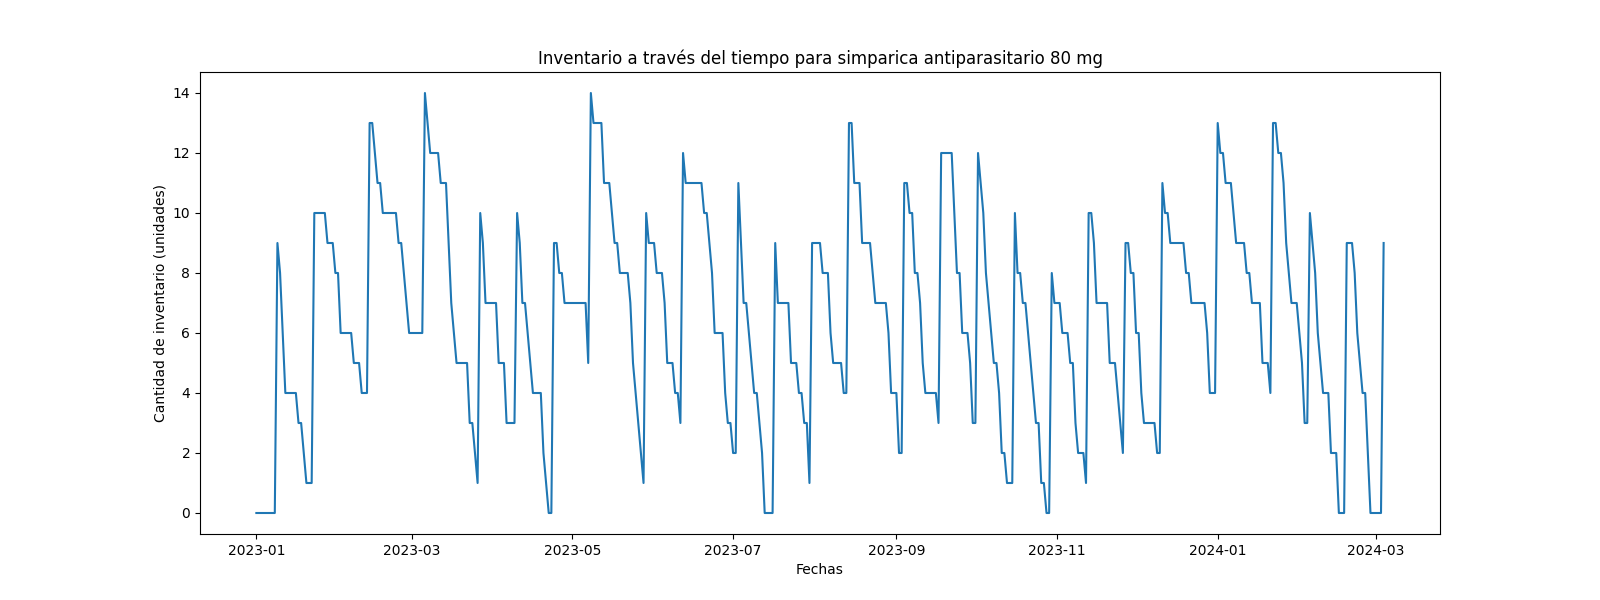 Inventario a través del tiempo para simparica antiparasitario 80 mg
Cantidad de inventario (unidades)
14
12
10
8
6
4
2
0
2023-01 2023-03 2023-05 2023-07 2023-09 2023-11 2024-01 2024-03
Fechas